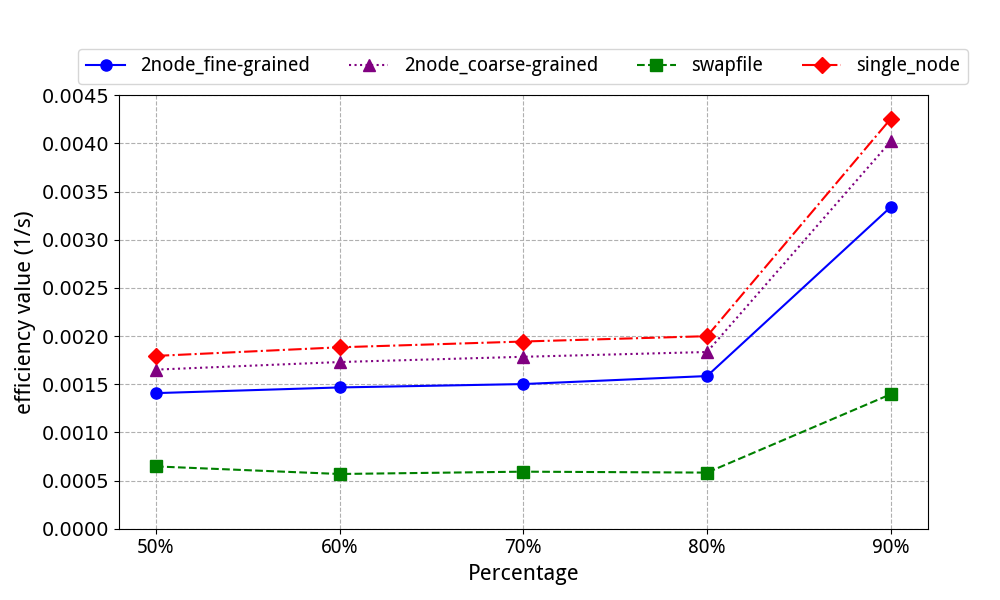 2node_fine-grained 2node_coarse-grained swapfile single_node
0.0045
0.0040
0.0035
0.0030
0.0025
0.0020
0.0015
0.0010
0.0005
0.0000
efficiency value (1/s)
50% 60% 70% 80% 90%
Percentage